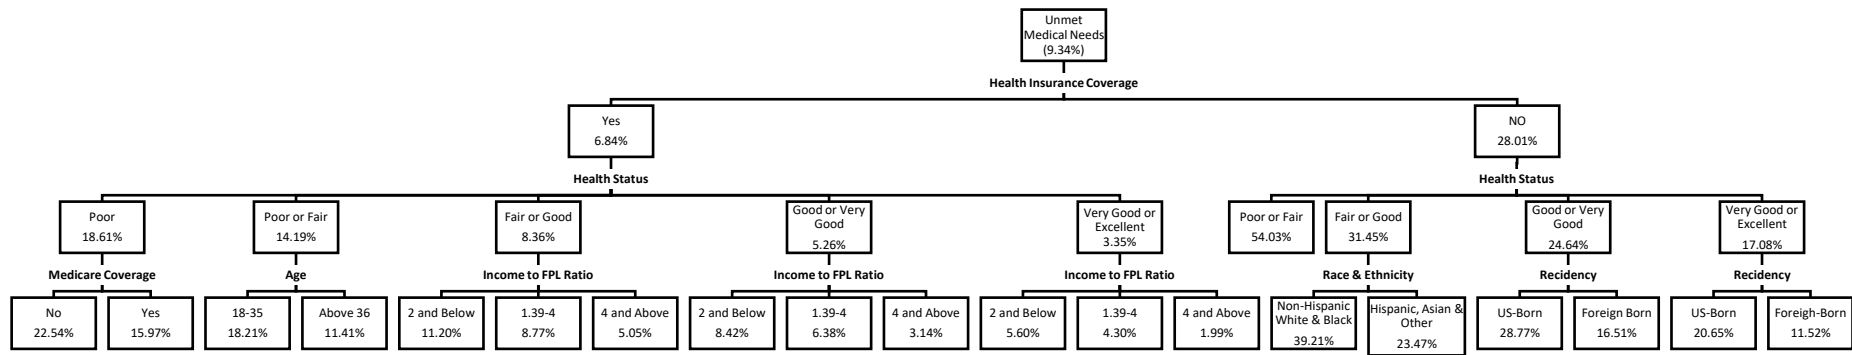 Unmet
Medical Needs
(9.34%)
Health Insurance Coverage
Yes
6.84%
NO
28.01%
Health Status
Health Status
Poor
18.61%
Poor or Fair
14.19%
Fair or Good
8.36%
Good or Very
Good
5.26%
Very Good or
Excellent
3.35%
Poor or Fair
54.03%
Fair or Good
31.45%
Good or Very
Good
24.64%
Very Good or
Excellent
17.08%
Medicare Coverage
Age
Income to FPL Ratio
Income to FPL Ratio
Income to FPL Ratio
Race & Ethnicity
Recidency
Recidency
No
22.54%
Yes
15.97%
18-35
18.21%
Above 36
11.41%
2 and Below
11.20%
1.39-4
8.77%
4 and Above
5.05%
2 and Below
8.42%
1.39-4
6.38%
4 and Above
3.14%
2 and Below
5.60%
1.39-4
4.30%
4 and Above
1.99%
Non-Hispanic
White & Black
39.21%
Hispanic, Asian &
Other
23.47%
US-Born
28.77%
Foreign Born
16.51%
US-Born
20.65%
Foreigh-Born
11.52%